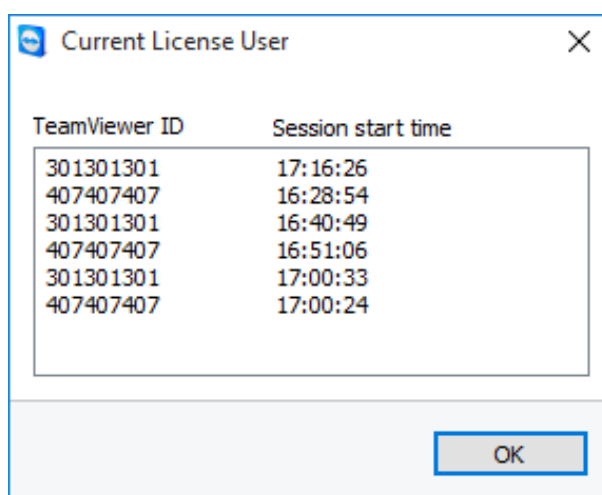 Current License User
TeamViewer ID Session start time
301301301 17:16:26
407407407 16:28:54
301301301 16:40:49
407407407 16:51:06
301301301 17:00:33
407407407 17:00:24
OK